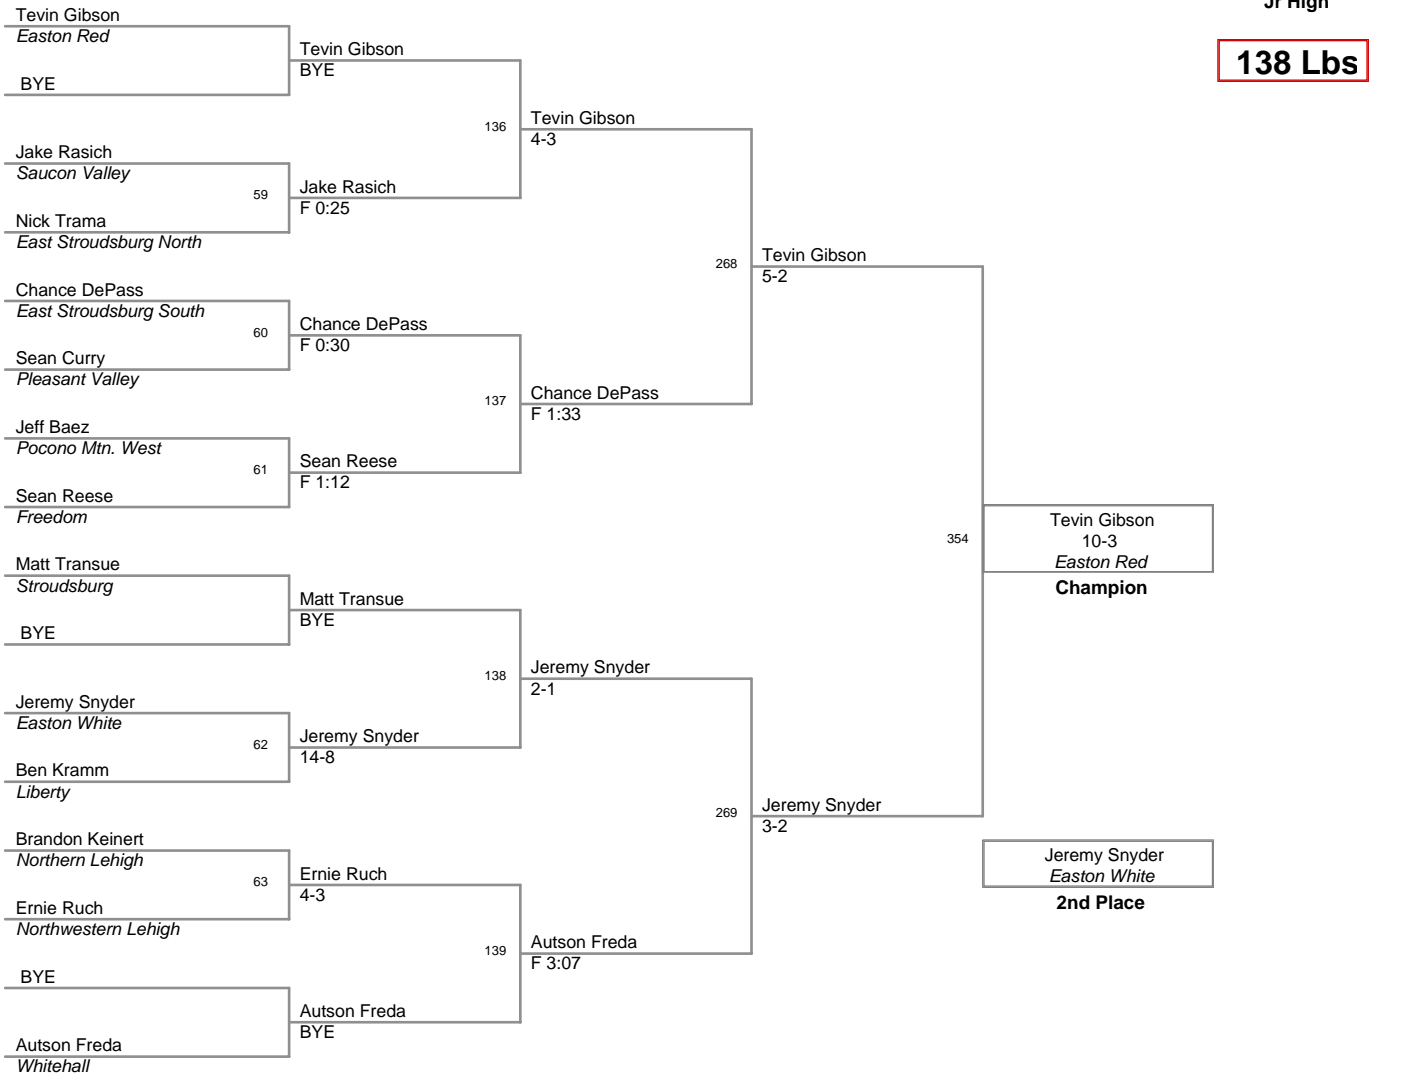 Jr High
138 Lbs
Tevin Gibson
Easton Red
BYE
Jake Rasich
Saucon Valley
Nick Trama
East Stroudsburg North
Chance DePass
East Stroudsburg South
Sean Curry
Pleasant Valley
Jeff Baez
Pocono Mtn. West
Sean Reese
Freedom
Matt Transue
Stroudsburg
BYE
Jeremy Snyder
Easton White
Ben Kramm
Liberty
Brandon Keinert
Northern Lehigh
Ernie Ruch
Northwestern Lehigh
BYE
Autson Freda
Whitehall
59
60
61
62
63
Tevin Gibson
BYE
Jake Rasich
F 0:25
Chance DePass
F 0:30
Sean Reese
F 1:12
Matt Transue
BYE
Jeremy Snyder
14-8
Ernie Ruch
4-3
Autson Freda
BYE
136
137
138
139
Tevin Gibson
4-3
Chance DePass
F 1:33
Jeremy Snyder
2-1
Autson Freda
F 3:07
268
269
Tevin Gibson
5-2
Jeremy Snyder
3-2
354
Tevin Gibson
10-3
Easton Red
Champion
Jeremy Snyder
Easton White
2nd Place